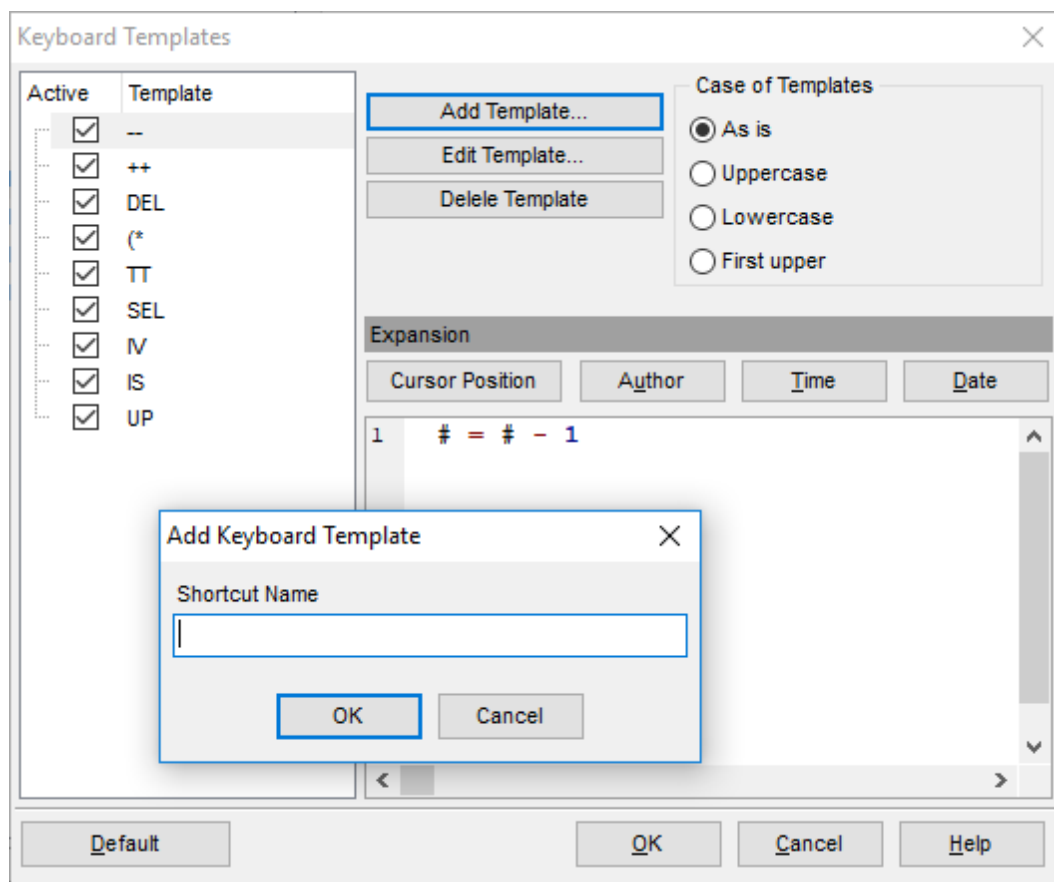 Keyboard Templates
Active Template
--
++
DEL
(*
TT
SEL
IV
IS
UP
Add Template...
Edit Template...
Delele Template
Case of Templates
As is
Uppercase
Lowercase
First upper
Expansion
Cursor Position Author Time Date
1 # = # - 1
Add Keyboard Template
Shortcut Name
OK Cancel
Default OK Cancel Help